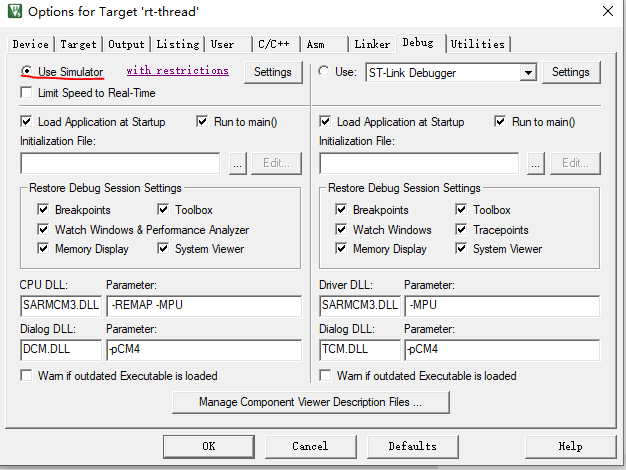 Options for Target 'rt-thread'
Device Target Output Listing User C/C++ Asm Linker Debug Utilities
Use Simulator with restrictions Settings
Use: ST-Link Debugger Settings
Limit Speed to Real-Time
Load Application at Startup Run to main()
Load Application at Startup Run to main()
Initialization File:
Initialization File:
... Edit...
... Edit...
Restore Debug Session Settings
Breakpoints Toolbox
Watch Windows & Perfomance Analyzer
Memory Display System Viewer
Restore Debug Session Settings
Breakpoints Toolbox
Watch Windows Tracepoints
Memory Display System Viewer
CPU DLL: Parameter:
SARMCM3.DLL -REMAP -MPU
Driver DLL: Parameter:
SARMCM3.DLL -MPU
Dialog DLL: Parameter:
DCM.DLL -pCM4
Dialog DLL: Parameter:
TCM.DLL -pCM4
Warn if outdated Executable is loaded
Warn if outdated Executable is loaded
Manage Component Viewer Description Files ...
OK Cancel Defaults Help